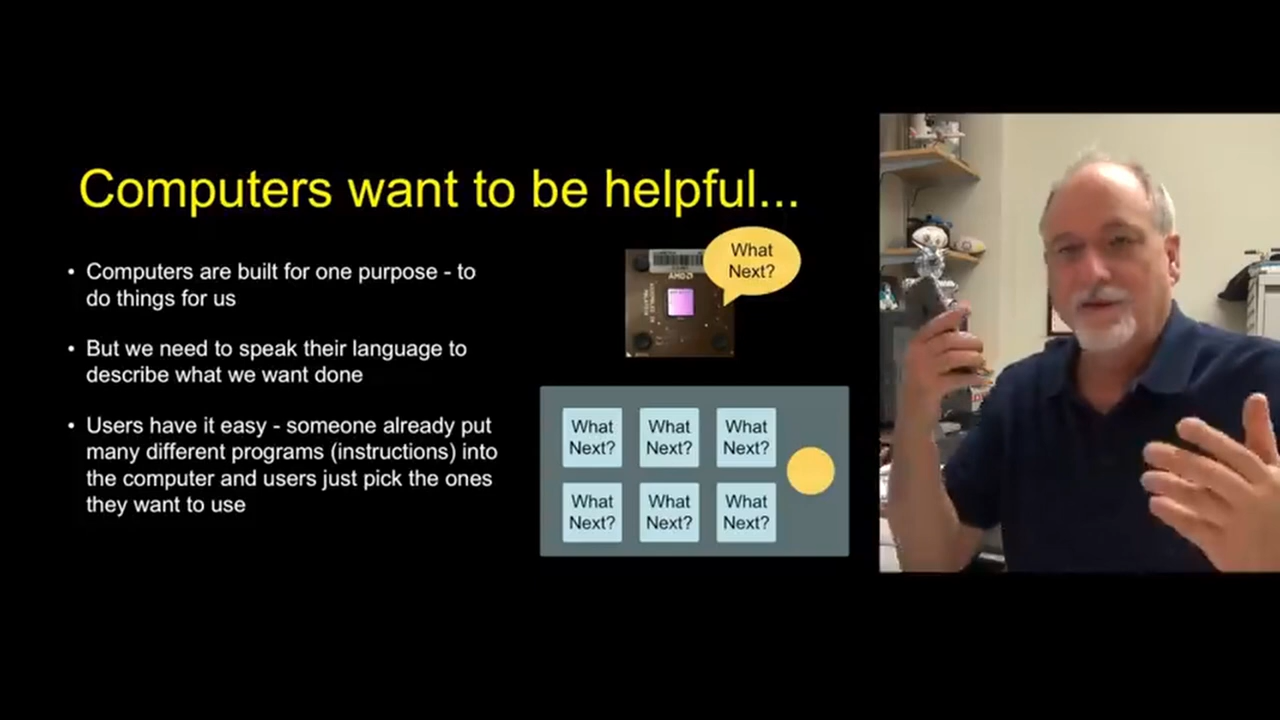 Computers want to be helpful...
• Computers are built for one purpose - to
do things for us
• But we need to speak their language to
describe what we want done
• Users have it easy - someone already put
many different programs (instructions) into
the computer and users just pick the ones
they want to use
What
Next?
AMD
What What What
Next? Next? Next?
What What What
Next? Next? Next?